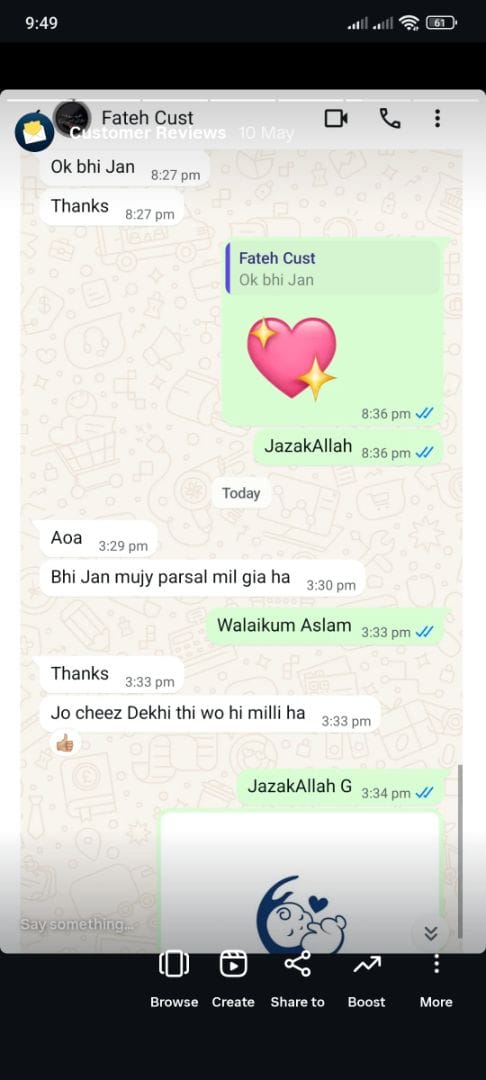 9:49
61
Fateh Cust
Customer Reviews 10 May
Ok bhi Jan 8:27 pm
Thanks 8:27 pm
Fateh Cust
Ok bhi Jan
8:36 pm
JazakAllah 8:36 pm
Today
Aoa 3:29 pm
Bhi Jan mujy parsal mil gia ha 3:30 pm
Walaikum Aslam 3:33 pm
Thanks 3:33 pm
Jo cheez Dekhi thi wo hi milli ha 3:33 pm
JazakAllah G 3:34 pm
Say something...
Browse Create Share to Boost More